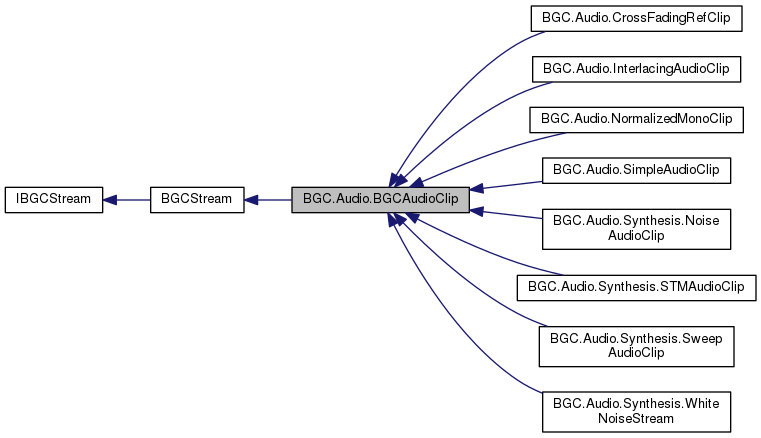 IBGCStream
BGCStream
BGC.Audio.BGCAudioClip
BGC.Audio.CrossFadingRefClip
BGC.Audio.InterlacingAudioClip
BGC.Audio.NormalizedMonoClip
BGC.Audio.SimpleAudioClip
BGC.Audio.Synthesis.Noise
AudioClip
BGC.Audio.Synthesis.STMAudioClip
BGC.Audio.Synthesis.Sweep
AudioClip
BGC.Audio.Synthesis.White
NoiseStream